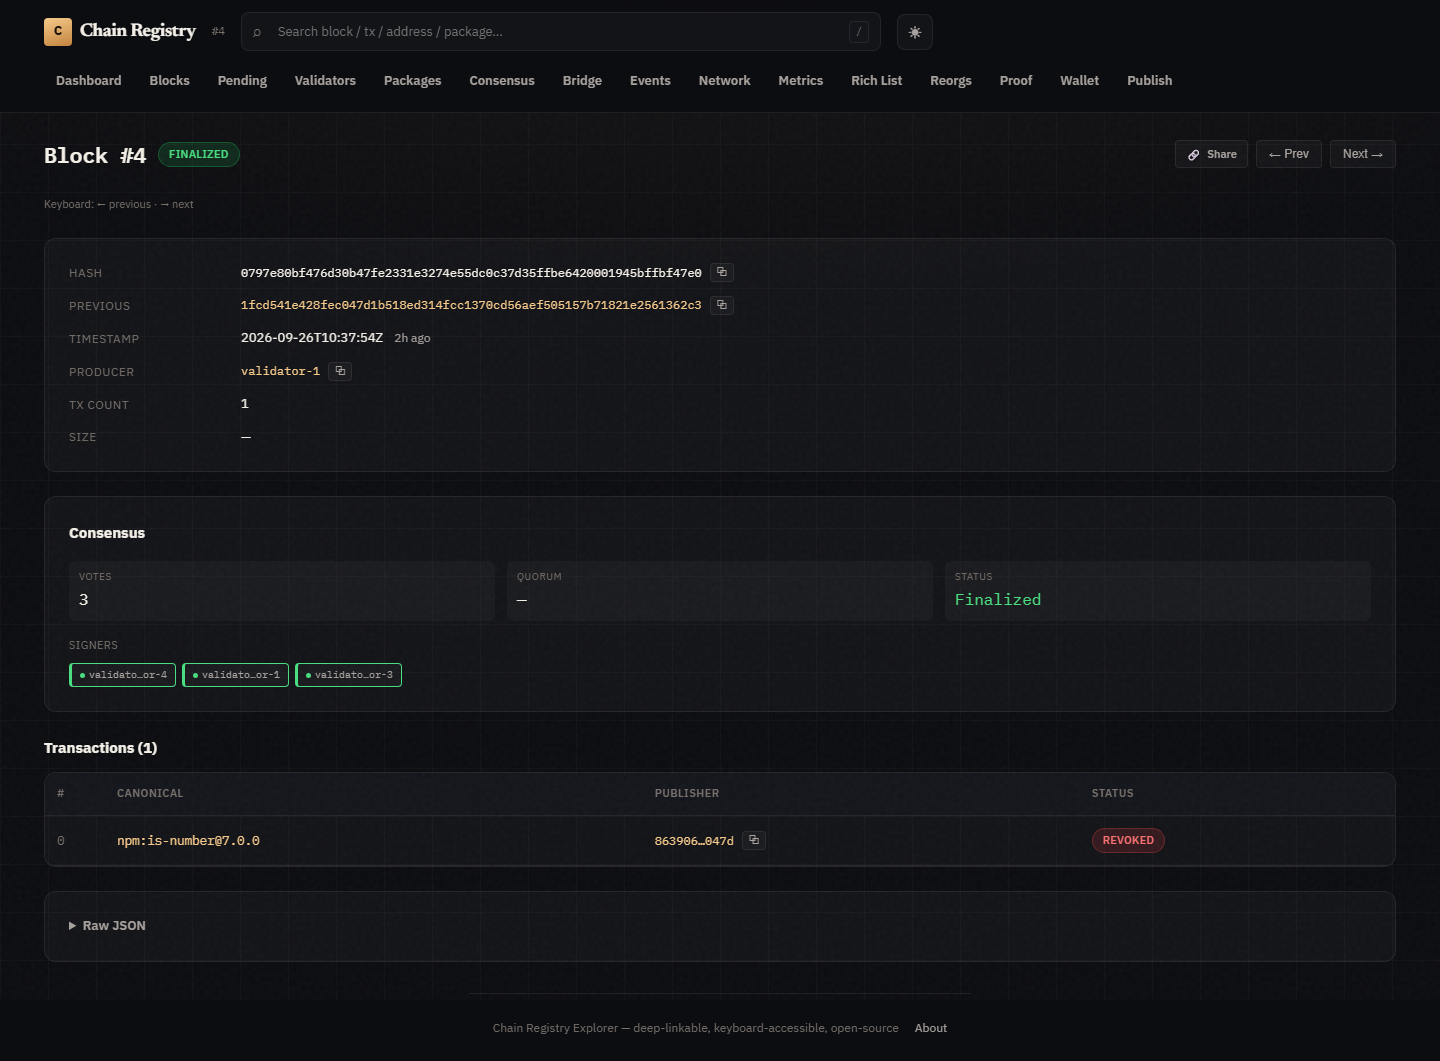 C Chain Registry #4 Search block / tx / address / package... /
Dashboard Blocks Pending Validators Packages Consensus Bridge Events Network Metrics Rich List Reorgs Proof Wallet Publish
Block #4 FINALIZED Share ← Prev Next →
Keyboard: ← previous · → next
HASH 0797e80bf476d30b47fe2331e3274e55dc0c37d35ffbe6420001945bffbf47e0
PREVIOUS 1fcd541e428fec047d1b518ed314fcc1370cd56aef505157b71821e2561362c3
TIMESTAMP 2026-09-26T10:37:54Z 2h ago
PRODUCER validator-1
TX COUNT 1
SIZE —
Consensus
VOTES QUORUM STATUS
3 — Finalized
SIGNERS
validato…or-4 validato…or-1 validato…or-3
Transactions (1)
# CANONICAL PUBLISHER STATUS
0 npm:is-number@7.0.0 863906…047d REVOKED
Raw JSON
Chain Registry Explorer — deep-linkable, keyboard-accessible, open-source About